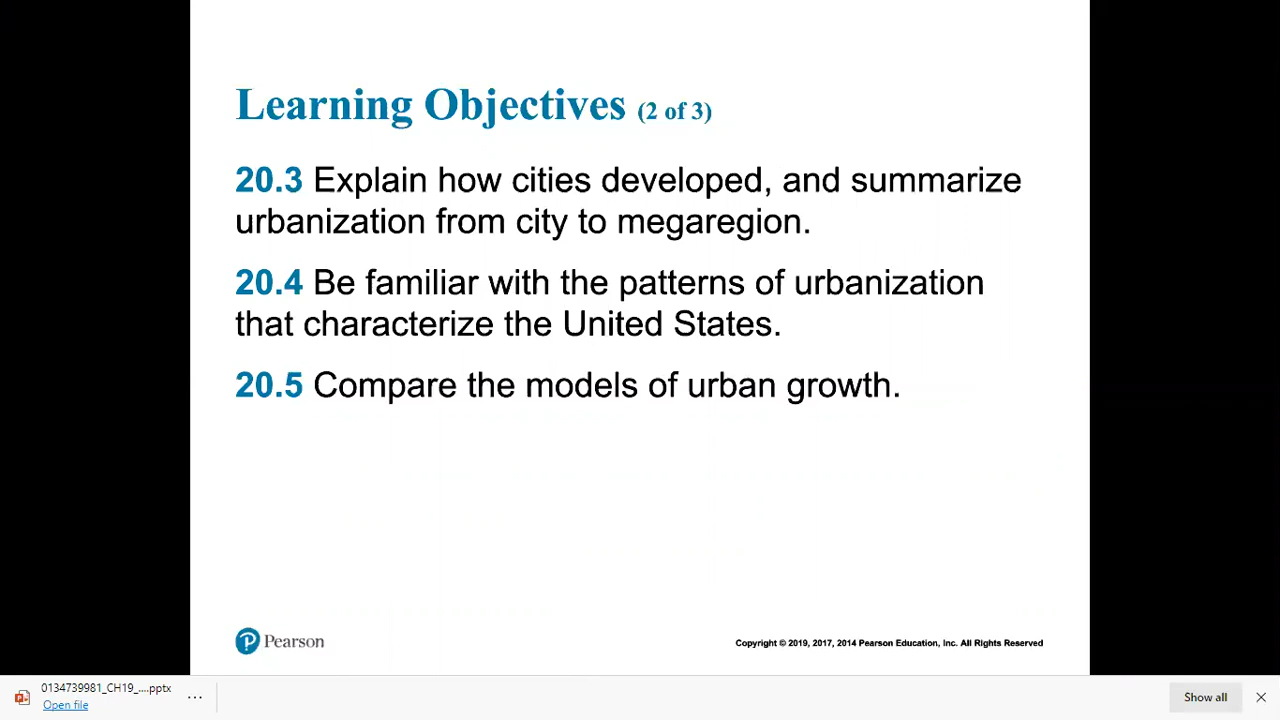 Learning Objectives (2 of 3)
20.3 Explain how cities developed, and summarize
urbanization from city to megaregion.
20.4 Be familiar with the patterns of urbanization
that characterize the United States.
20.5 Compare the models of urban growth.
Pearson
Copyright © 2019, 2017, 2014 Pearson Education, Inc. All Rights Reserved
0134739981_CH19_....pptx
Open file
Show all